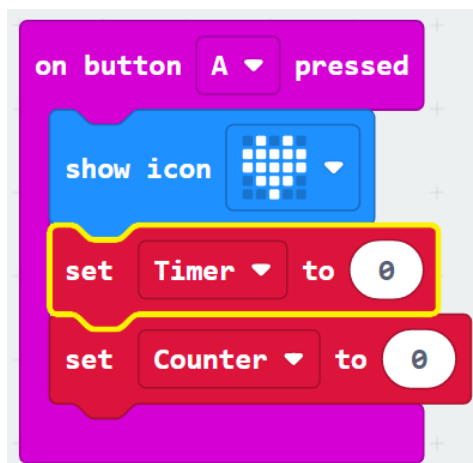 on button A pressed
show icon
set Timer to 0
set Counter to 0